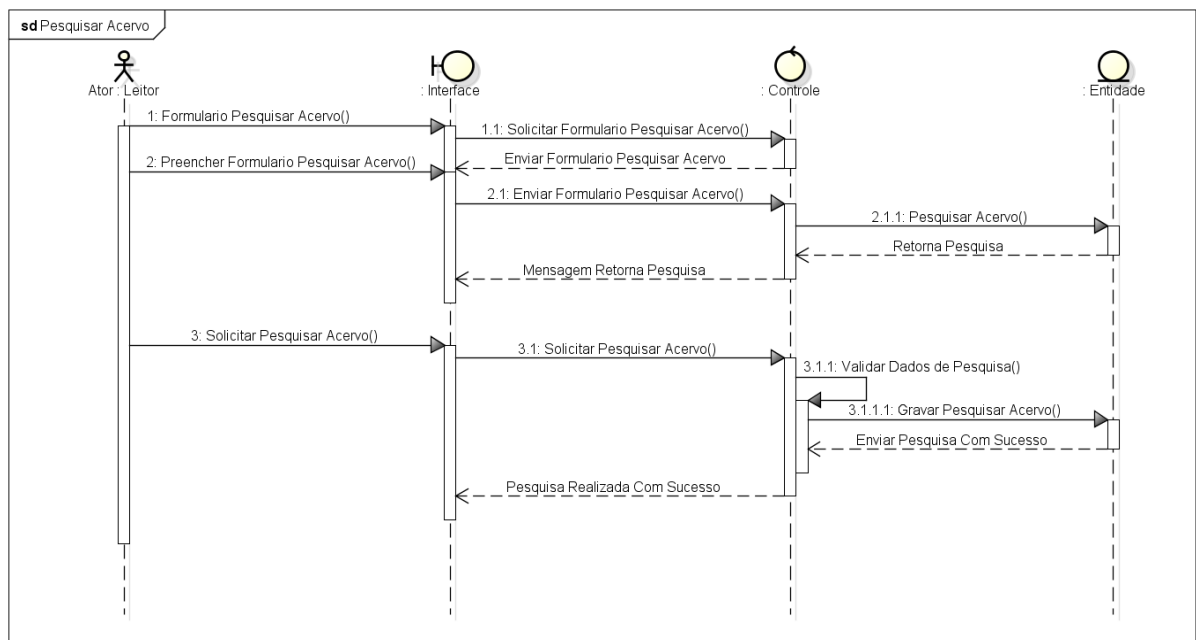 sd Pesquisar Acervo
Ator : Leitor
: Interface
: Controle
: Entidade
1: Formulario Pesquisar Acervo()
1.1: Solicitar Formulario Pesquisar Acervo()
Enviar Formulario Pesquisar Acervo
2: Preencher Formulario Pesquisar Acervo()
2.1: Enviar Formulario Pesquisar Acervo()
2.1.1: Pesquisar Acervo()
Retorna Pesquisa
Mensagem Retorna Pesquisa
3: Solicitar Pesquisar Acervo()
3.1: Solicitar Pesquisar Acervo()
3.1.1: Validar Dados de Pesquisa()
3.1.1.1: Gravar Pesquisar Acervo()
Enviar Pesquisa Com Sucesso
Pesquisa Realizada Com Sucesso